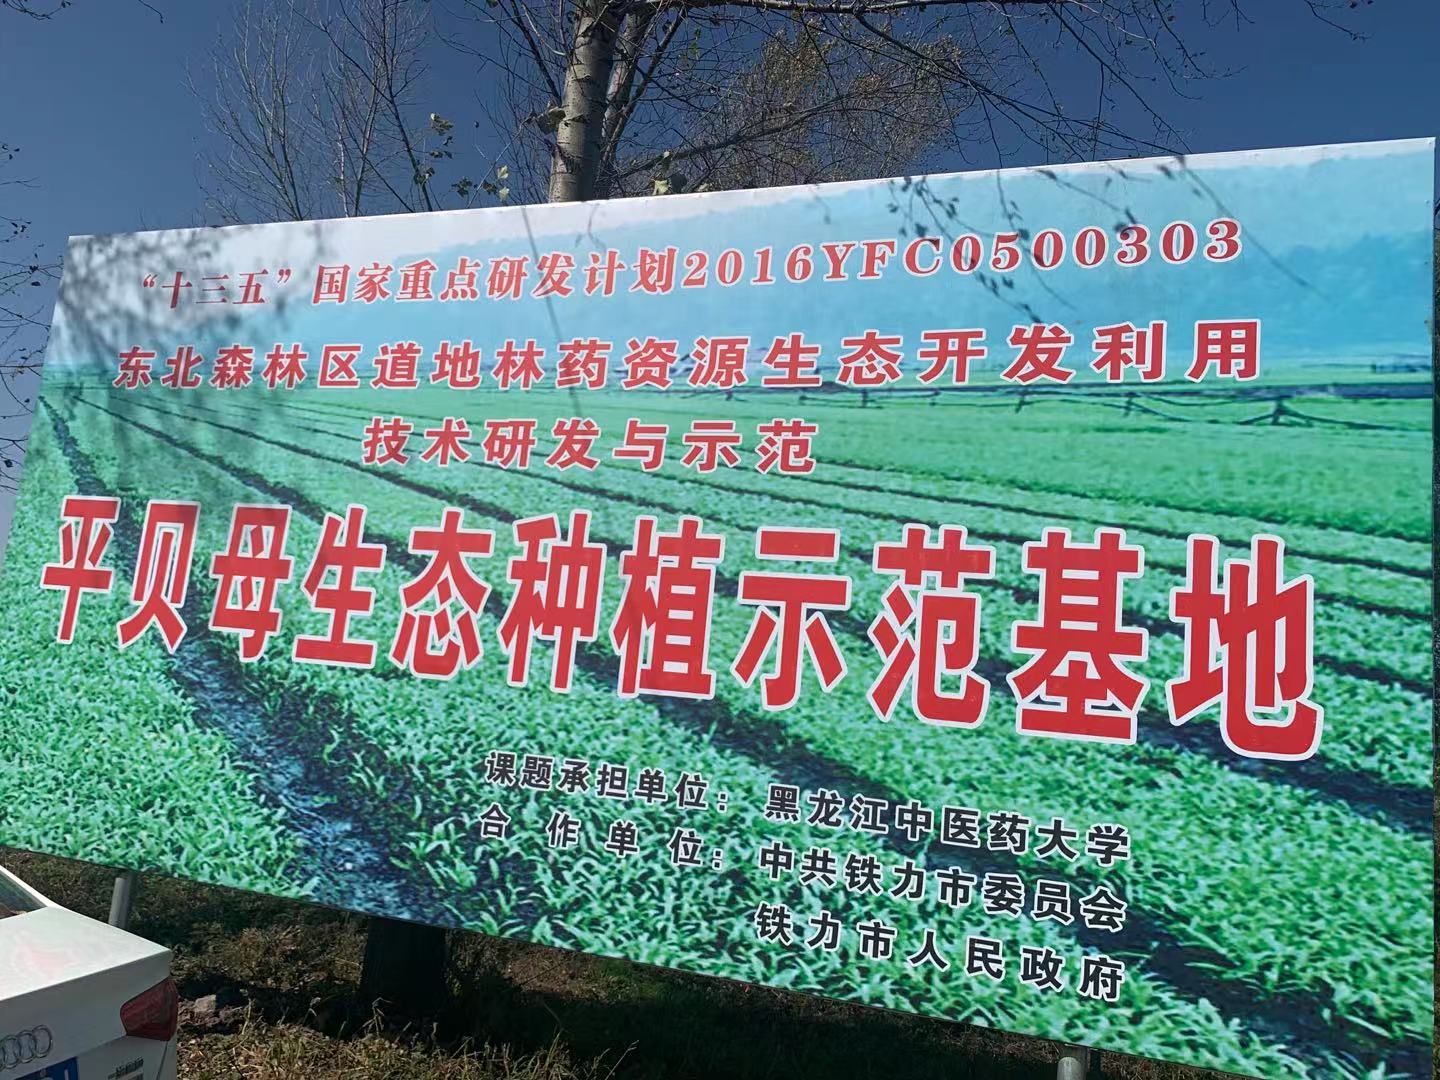 “十三五”国家重点研发计划2016YFC0500303
东北森林区道地林药资源生态开发利用
技术研发与示范
平贝母生态种植示范基地
课题承担单位：黑龙江中医药大学
合作单位：中共铁力市委员会
铁力市人民政府